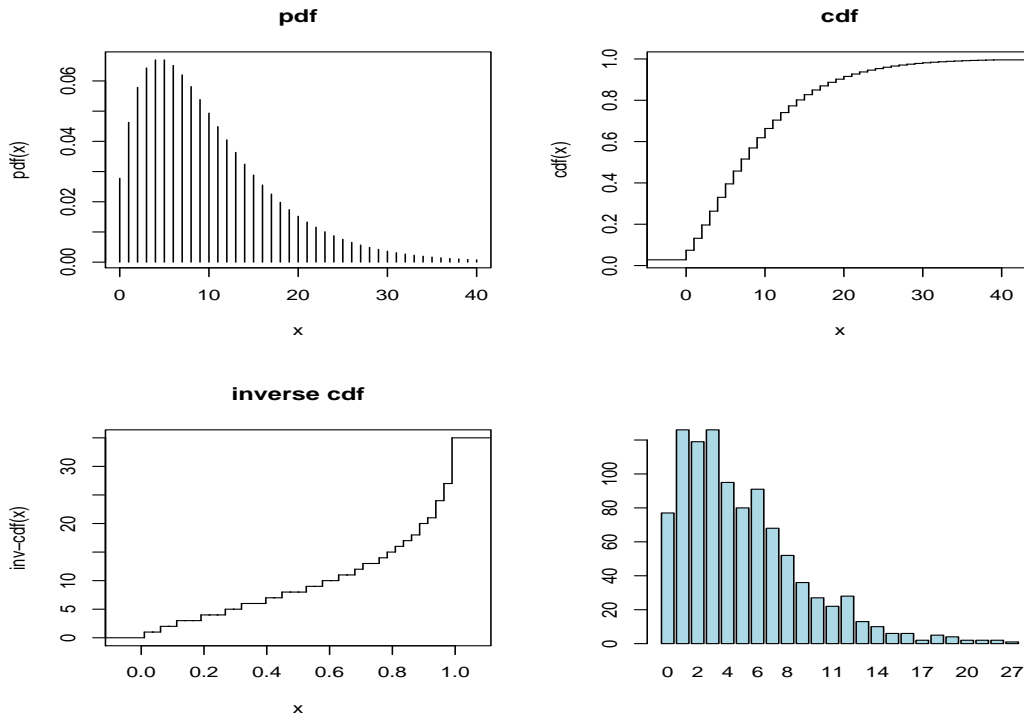 pdf
pdf(x)
0.00 0.02 0.04 0.06
0 10 20 30 40
x
cdf
cdf(x)
0.0 0.2 0.4 0.6 0.8 1.0
0 10 20 30 40
x
inverse cdf
inv−cdf(x)
0 5 10 20 30
0.0 0.2 0.4 0.6 0.8 1.0
x
0 20 40 60 80 100
0 2 4 6 8 11 14 17 20 27